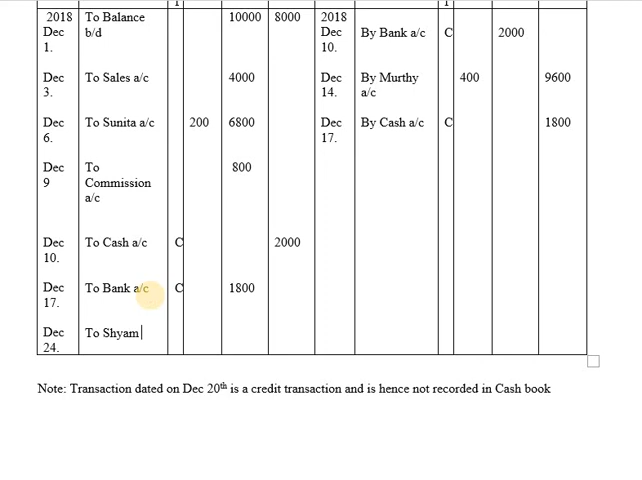 2018 To Balance 10000 8000 2018
Dec b/d Dec By Bank a/c C 2000
1. 10.
Dec To Sales a/c 4000 Dec By Murthy 400 9600
3. 14. a/c
Dec To Sunita a/c 200 6800 Dec By Cash a/c C 1800
6. 17.
Dec To 800
9 Commission
a/c
Dec To Cash a/c C 2000
10.
Dec To Bank a/c C 1800
17.
Dec To Shyam
24.
Note: Transaction dated on Dec 20th is a credit transaction and is hence not recorded in Cash book